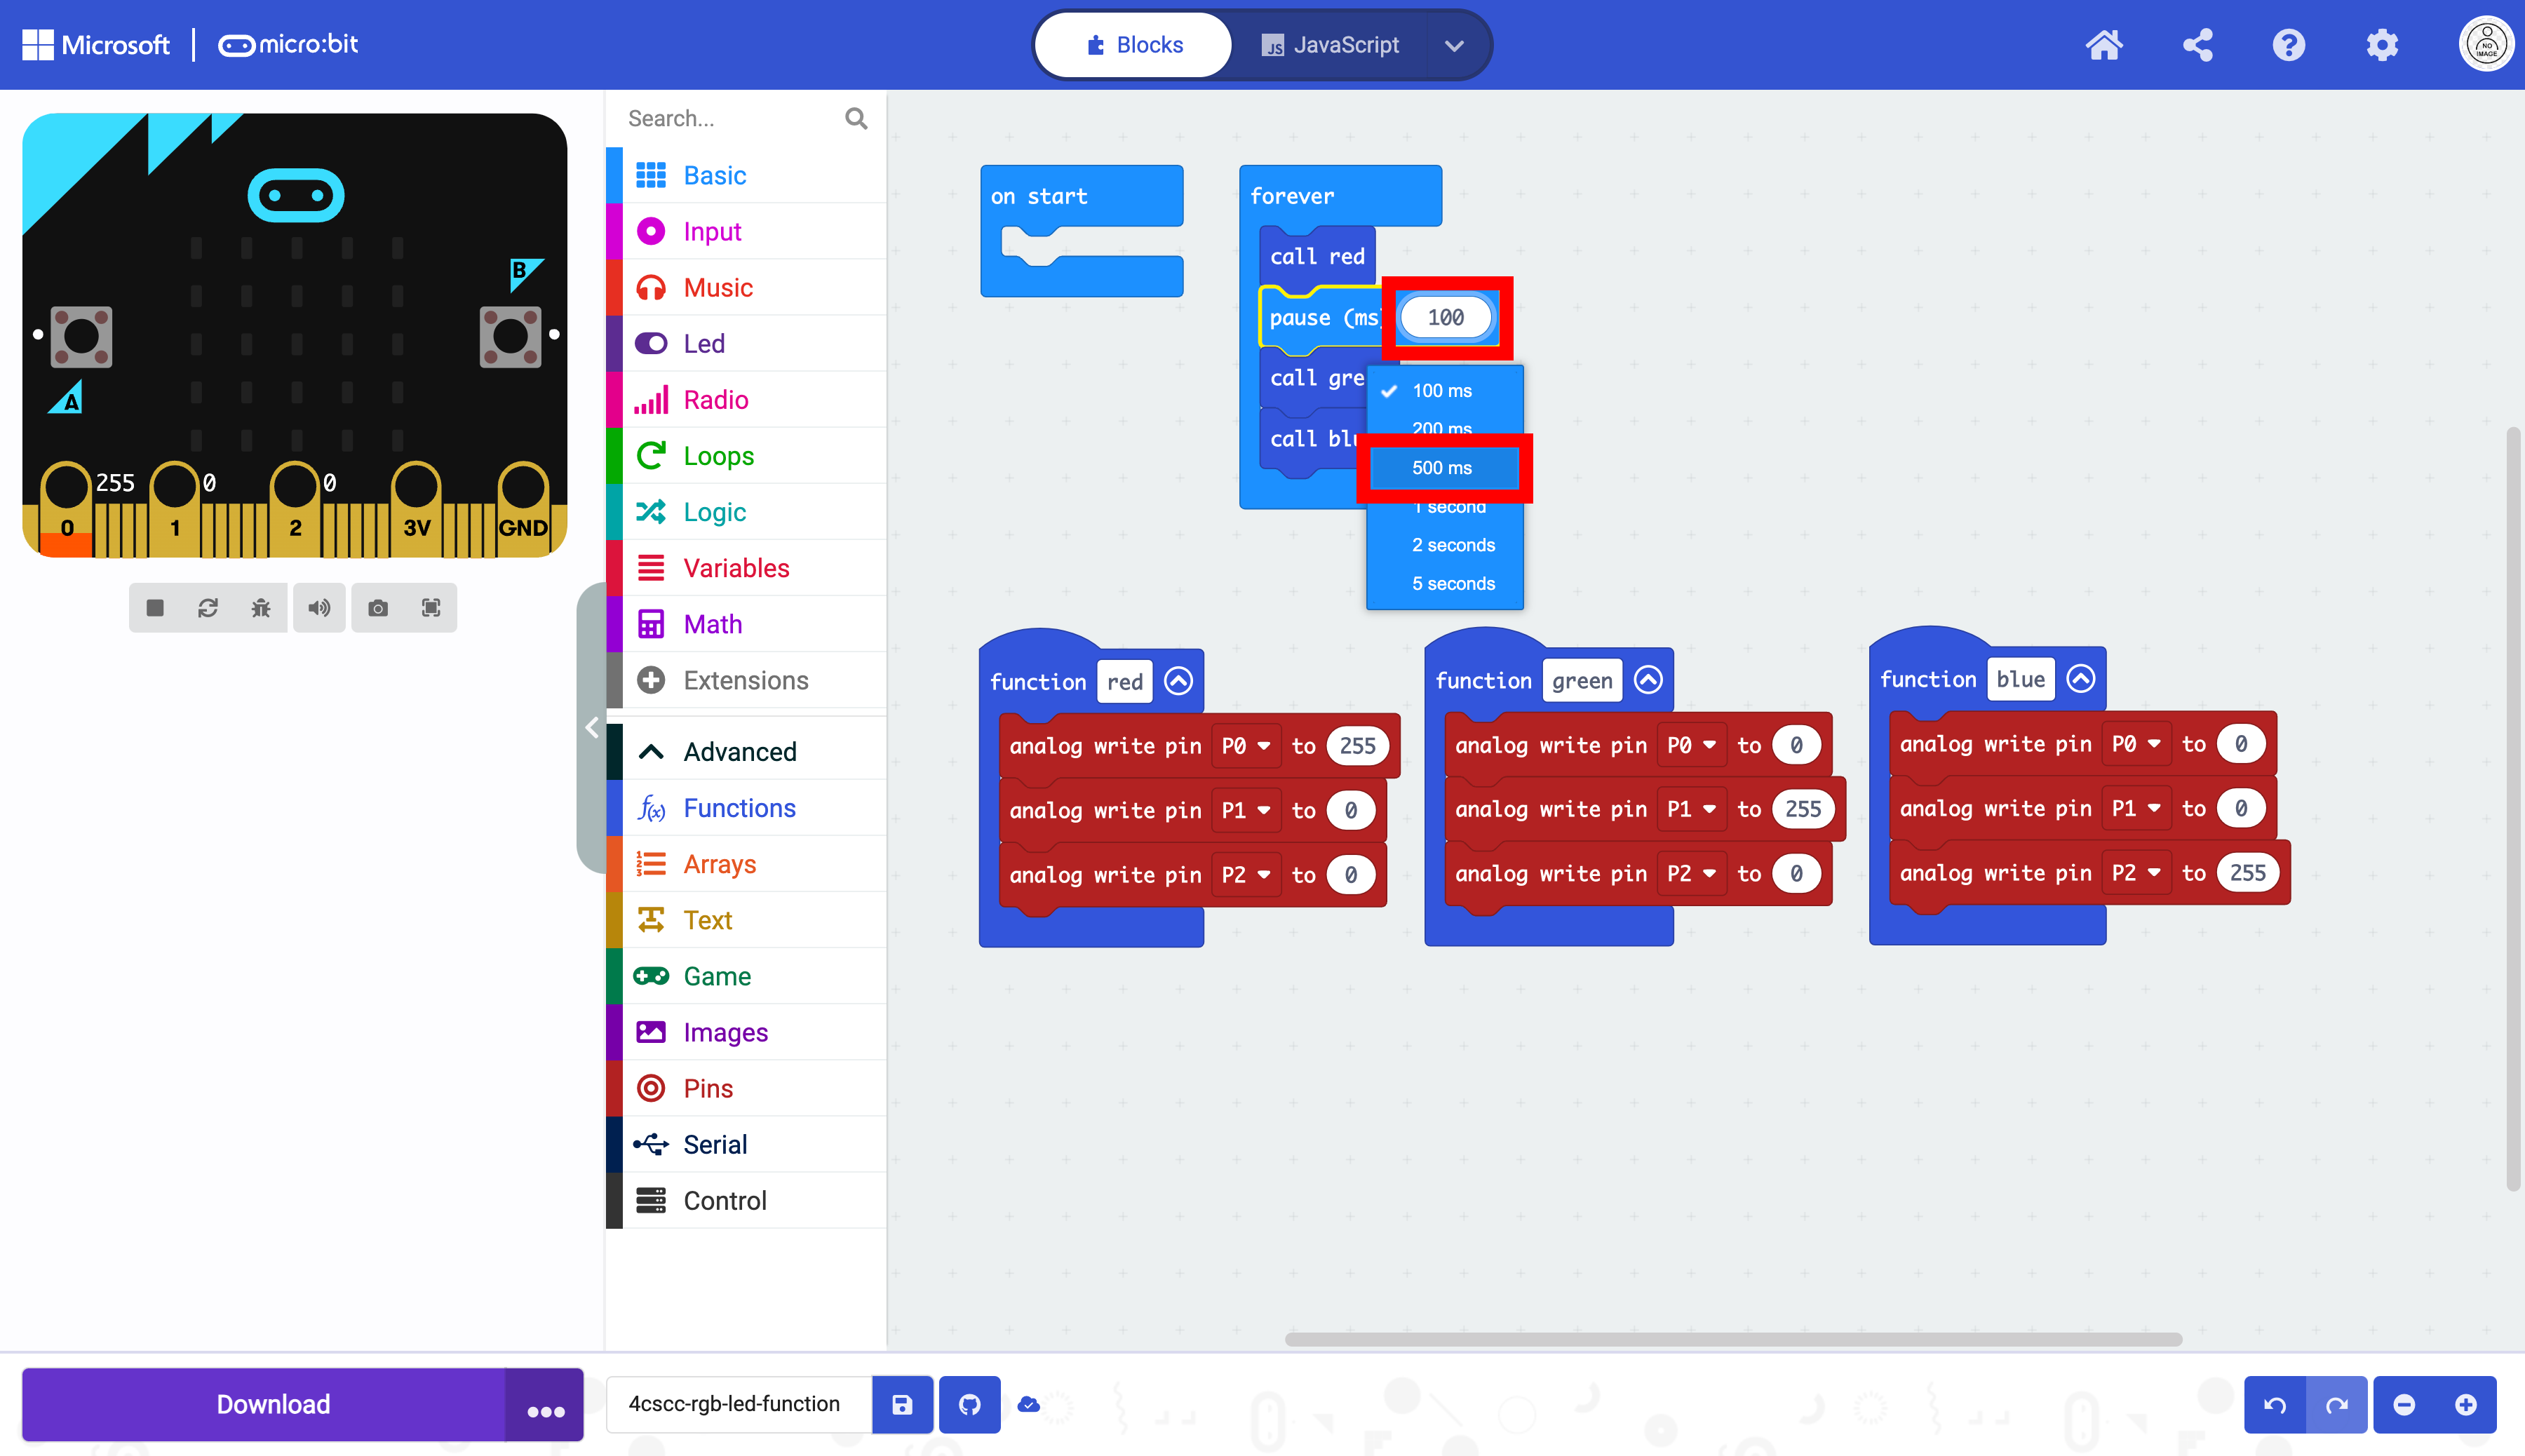 Microsoft | micro:bit
Blocks
JavaScript
NO IMAGE
Search...
Basic
Input
Music
Led
Radio
Loops
Logic
Variables
Math
Extensions
Advanced
Functions
Arrays
Text
Game
Images
Pins
Serial
Control
B
A
255 0 0
0 1 2 3V GND
on start
forever
call red
pause (ms) 100
call gre
call blu
100 ms
200 ms
500 ms
1 second
2 seconds
5 seconds
function red
analog write pin P0 to 255
analog write pin P1 to 0
analog write pin P2 to 0
function green
analog write pin P0 to 0
analog write pin P1 to 255
analog write pin P2 to 0
function blue
analog write pin P0 to 0
analog write pin P1 to 0
analog write pin P2 to 255
Download
4cscc-rgb-led-function